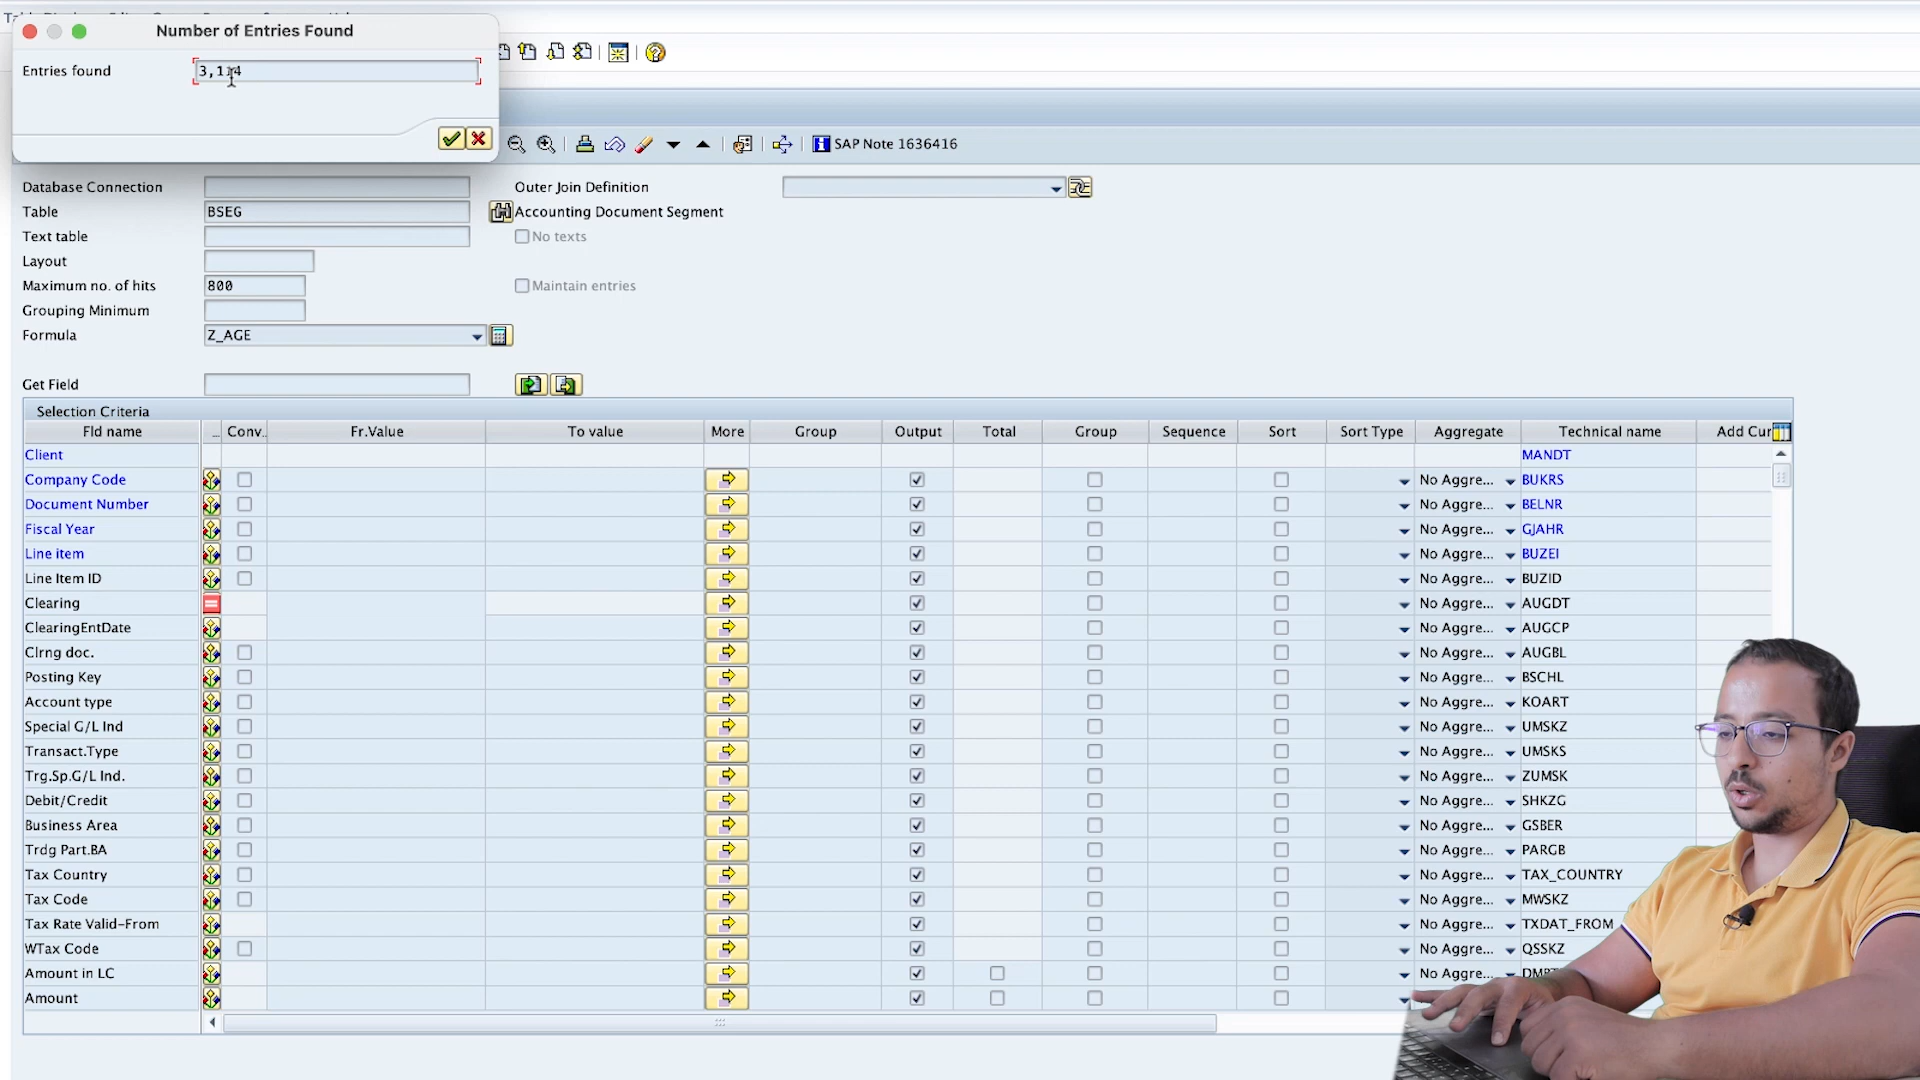 Number of Entries Found
Entries found 3,114
SAP Note 1636416
Database Connection Outer Join Definition
Table BSEG Accounting Document Segment
Text table No texts
Layout
Maximum no. of hits 800 Maintain entries
Grouping Minimum
Formula Z_AGE
Get Field
Selection Criteria
Fld name ... Conv.. Fr.Value To value More Group Output Total Group Sequence Sort Sort Type Aggregate Technical name Add Cur
Client MANDT
Company Code No Aggre... BUKRS
Document Number No Aggre... BELNR
Fiscal Year No Aggre... GJAHR
Line item No Aggre... BUZEI
Line Item ID No Aggre... BUZID
Clearing No Aggre... AUGDT
ClearingEntDate No Aggre... AUGCP
Clrng doc. No Aggre... AUGBL
Posting Key No Aggre... BSCHL
Account type No Aggre... KOART
Special G/L Ind No Aggre... UMSKZ
Transact.Type No Aggre... UMSKS
Trg.Sp.G/L Ind. No Aggre... ZUMSK
Debit/Credit No Aggre... SHKZG
Business Area No Aggre... GSBER
Trdg Part.BA No Aggre... PARGB
Tax Country No Aggre... TAX_COUNTRY
Tax Code No Aggre... MWSKZ
Tax Rate Valid-From No Aggre... TXDAT_FROM
WTax Code No Aggre... QSSKZ
Amount in LC No Aggre...
Amount